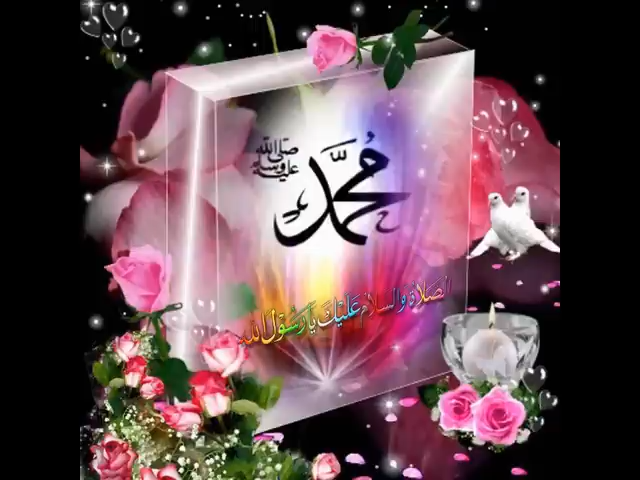 محمد
صلى الله
عليه وسلم
الصلاة والسلام عليك يا رسول الله